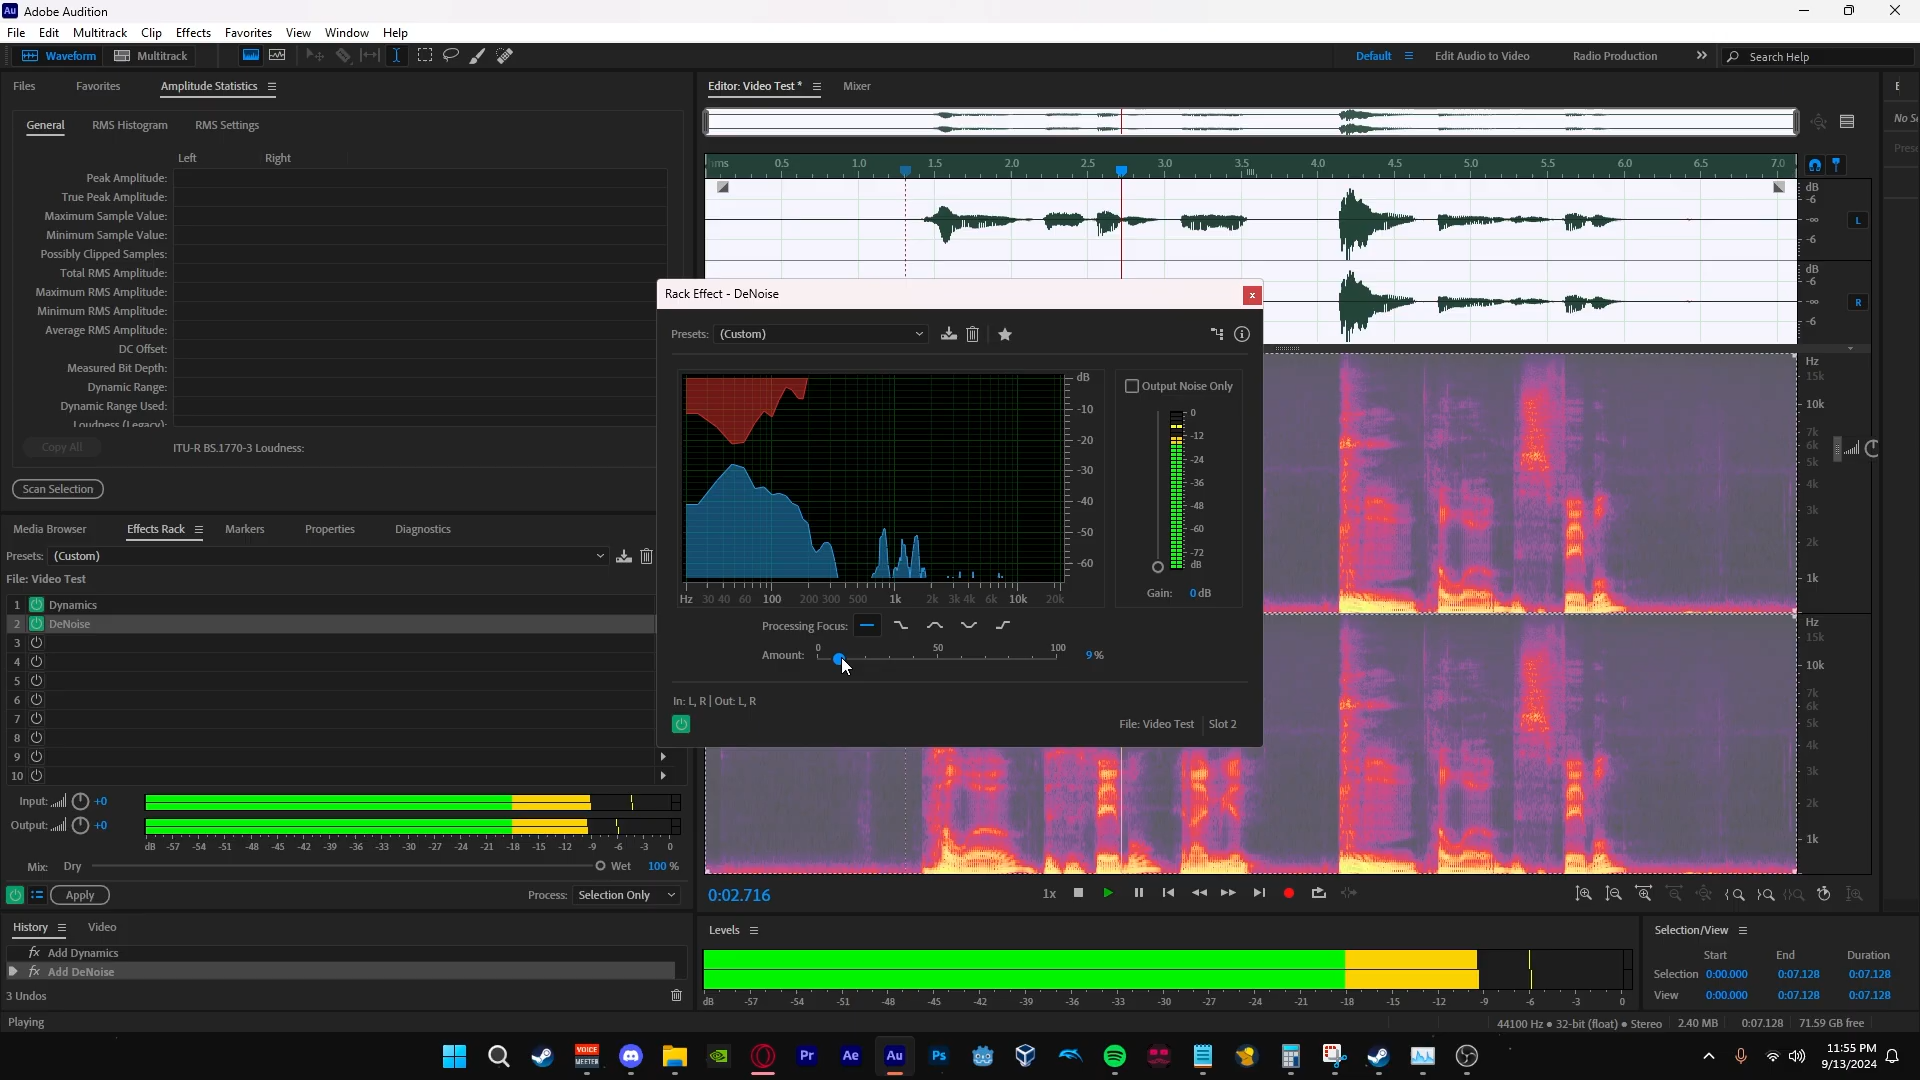 Au Adobe Audition
File Edit Multitrack Clip Effects Favorites View Window Help
Waveform Multitrack
Default Edit Audio to Video Radio Production Search Help
Files Favorites Amplitude Statistics
General RMS Histogram RMS Settings
Left Right
Peak Amplitude:
True Peak Amplitude:
Maximum Sample Value:
Minimum Sample Value:
Possibly Clipped Samples:
Total RMS Amplitude:
Maximum RMS Amplitude:
Minimum RMS Amplitude:
Average RMS Amplitude:
DC Offset:
Measured Bit Depth:
Dynamic Range:
Dynamic Range Used:
Loudness (Legacy):
Copy All ITU-R BS.1770-3 Loudness:
Scan Selection
Media Browser Effects Rack Markers Properties Diagnostics
Presets: (Custom)
File: Video Test
1 Dynamics
2 DeNoise
3
4
5
6
7
8
9
10
Input: +0
Output: +0
dB -57 -54 -51 -48 -45 -42 -39 -36 -33 -30 -27 -24 -21 -18 -15 -12 -9 -6 -3 0
Mix: Dry Wet 100 %
Apply Process: Selection Only
History Video
fx Add Dynamics
fx Add DeNoise
3 Undos
Playing
Editor: Video Test * Mixer
hms 0.5 1.0 1.5 2.0 2.5 3.0 3.5 4.0 4.5 5.0 5.5 6.0 6.5 7.0
dB
-6
-∞
-6
L
dB
-6
-∞
-6
R
Hz
15k
10k
7k
6k
5k
4k
3k
2k
1k
Hz
15k
10k
7k
6k
5k
4k
3k
2k
1k
Rack Effect - DeNoise
Presets: (Custom)
dB
-10
-20
-30
-40
-50
-60
Hz 30 40 60 100 200 300 500 1k 2k 3k 4k 6k 10k 20k
Output Noise Only
0
-12
-24
-36
-48
-60
-72
dB
Gain: 0 dB
Processing Focus:
0 50 100
Amount: 9 %
In: L, R | Out: L, R
File: Video Test Slot 2
0:02.716
1x
Levels
dB -57 -54 -51 -48 -45 -42 -39 -36 -33 -30 -27 -24 -21 -18 -15 -12 -9 -6 -3 0
Selection/View
Start End Duration
Selection 0:00.000 0:07.128 0:07.128
View 0:00.000 0:07.128 0:07.128
44100 Hz • 32-bit (float) • Stereo 2.40 MB 0:07.128 71.59 GB free
VOICE MEETER Pr Ae Au Ps
11:55 PM
9/13/2024